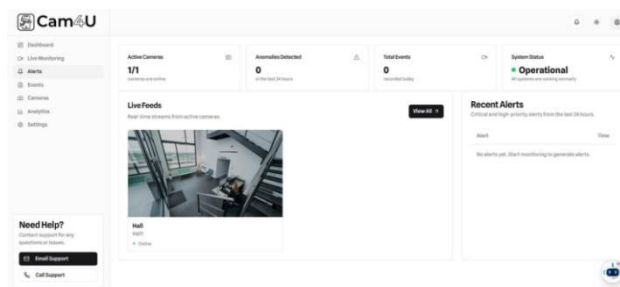 Cam4U
Dashboard
Live Monitoring
Alerts
Events
Cameras
Analytics
Settings
Active Cameras
1/1
cameras are online
Anomalies Detected
0
in the last 24 hours
Total Events
0
recorded today
System Status
Operational
All systems are running normally
Live Feeds
Real-time streams from active cameras.
View All
Hall
Online
Recent Alerts
Critical and high-priority alerts from the last 24 hours.
Alert Time
No alerts yet. Start monitoring to generate alerts.
Need Help?
Contact support for any
questions or issues.
Email Support
Call Support